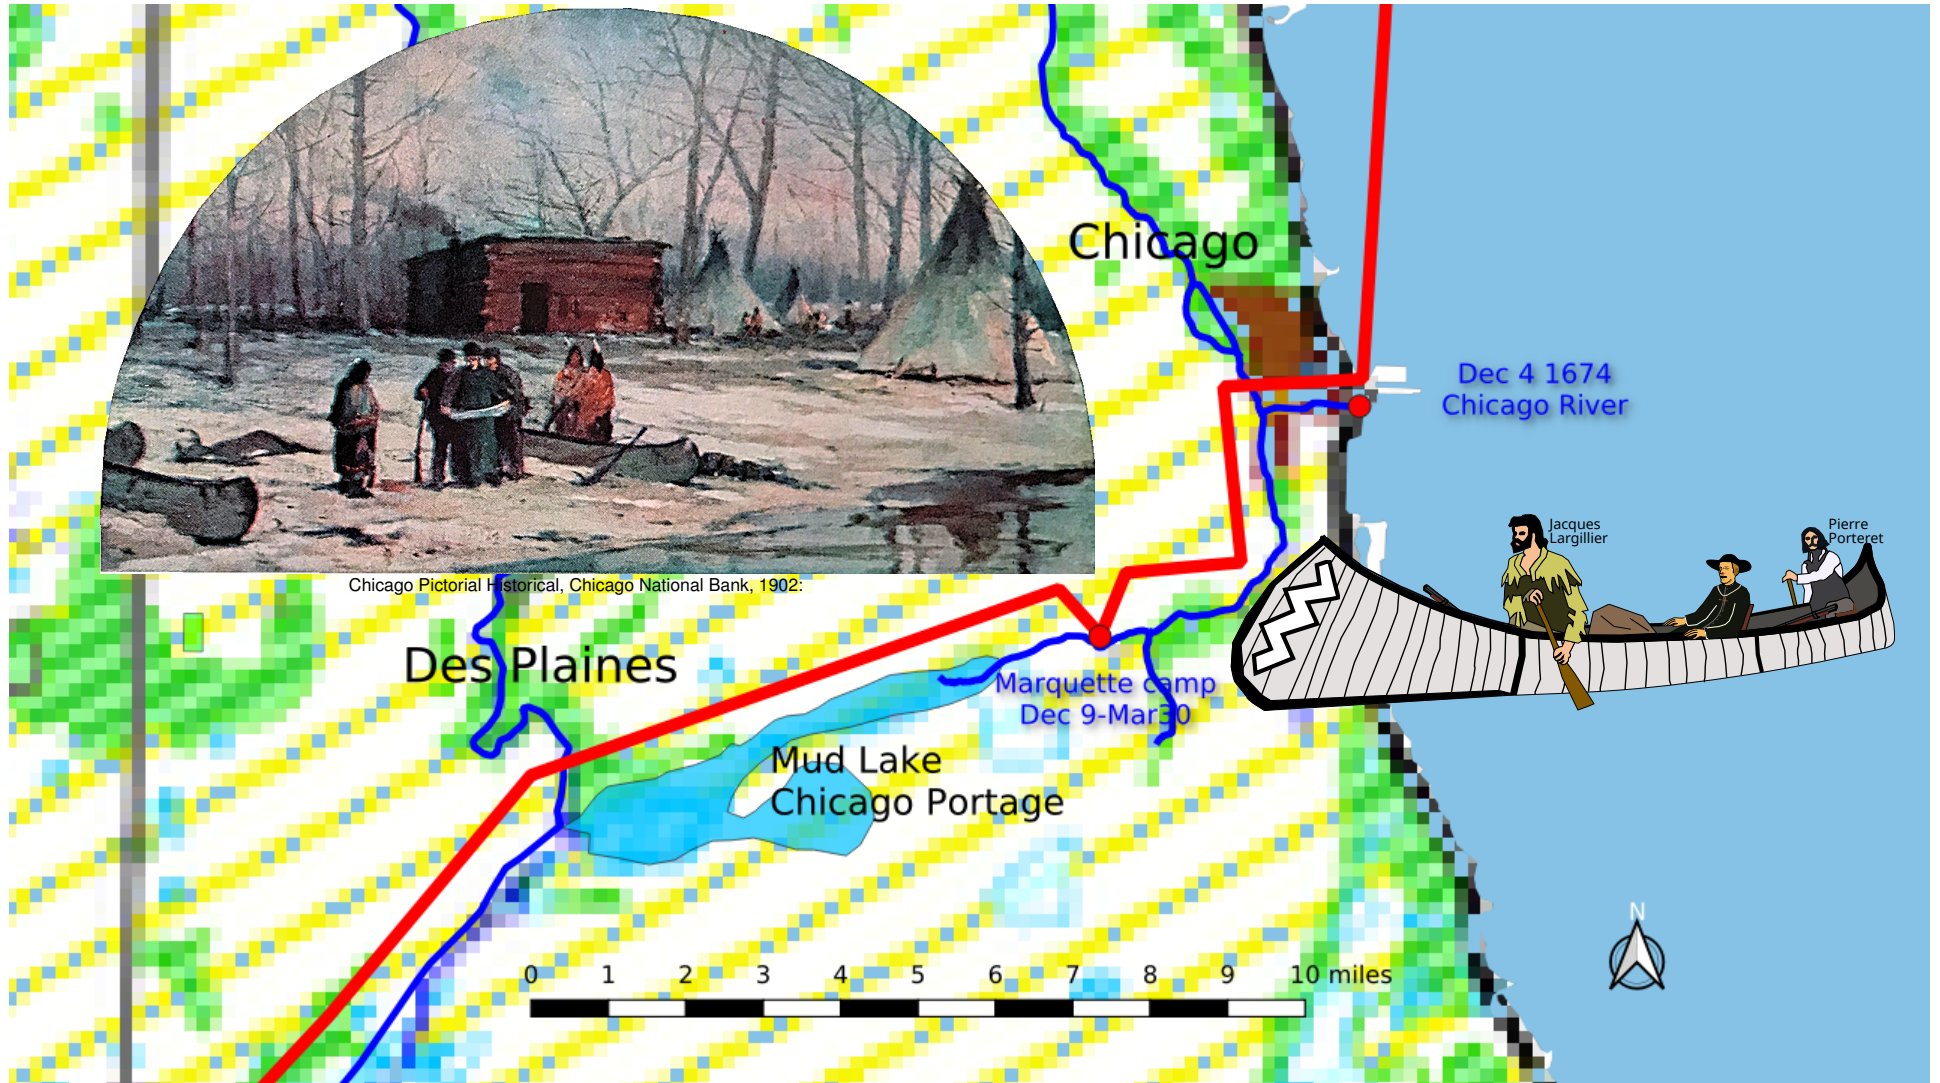 Chicago
Dec 4 1674
Chicago River
Jacques
Largillier
Pierre
Porteret
Chicago Pictorial Historical, Chicago National Bank, 1902:
Des Plaines
Marquette camp
Dec 9-Mar30
Mud Lake
Chicago Portage
N
0 1 2 3 4 5 6 7 8 9 10 miles